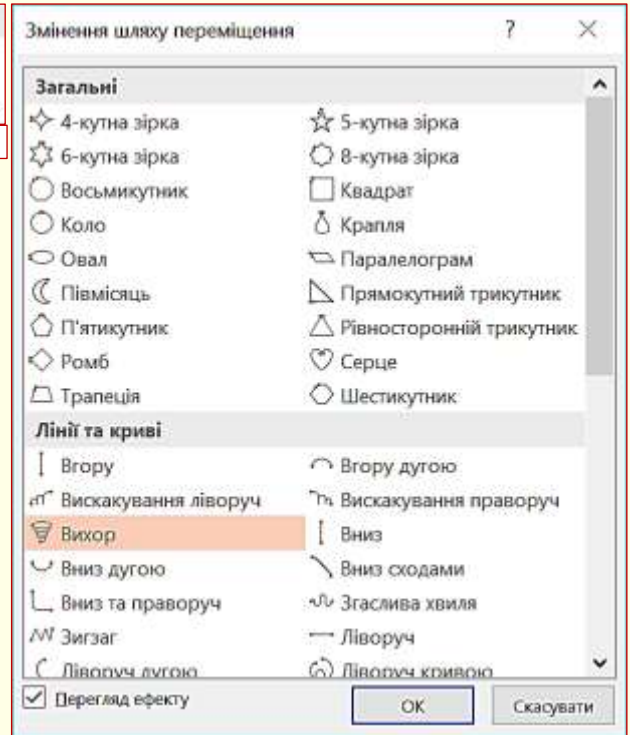 Змінення шляху переміщення ?
Загальні
4-кутна зірка 5-кутна зірка
6-кутна зірка 8-кутна зірка
Восьмикутник Квадрат
Коло Крапля
Овал Паралелограм
Півмісяць Прямокутний трикутник
П'ятикутник Рівносторонній трикутник
Ромб Серце
Трапеція Шестикутник
Лінії та криві
Вгору Вгору дугою
Вискакування ліворуч Вискакування праворуч
Вихор Вниз
Вниз дугою Вниз сходами
Вниз та праворуч Згаслива хвиля
Зигзаг Ліворуч
Ліворуч дугою Ліворуч кривою
Перегляд ефекту OK Скасувати